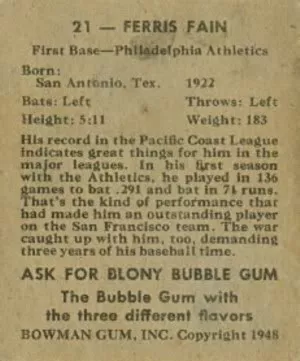 21 — FERRIS FAIN
First Base—Philadelphia Athletics
Born:
San Antonio, Tex. 1922
Bats: Left Throws: Left
Height: 5:11 Weight: 183
His record in the Pacific Coast League
indicates great things for him in the
major leagues. In his first season
with the Athletics, he played in 136
games to bat .291 and bat in 71 runs.
That's the kind of performance that
had made him an outstanding player
on the San Francisco team. The war
caught up with him, too, demanding
three years of his baseball time.
ASK FOR BLONY BUBBLE GUM
The Bubble Gum with
the three different flavors
BOWMAN GUM, INC. Copyright 1948